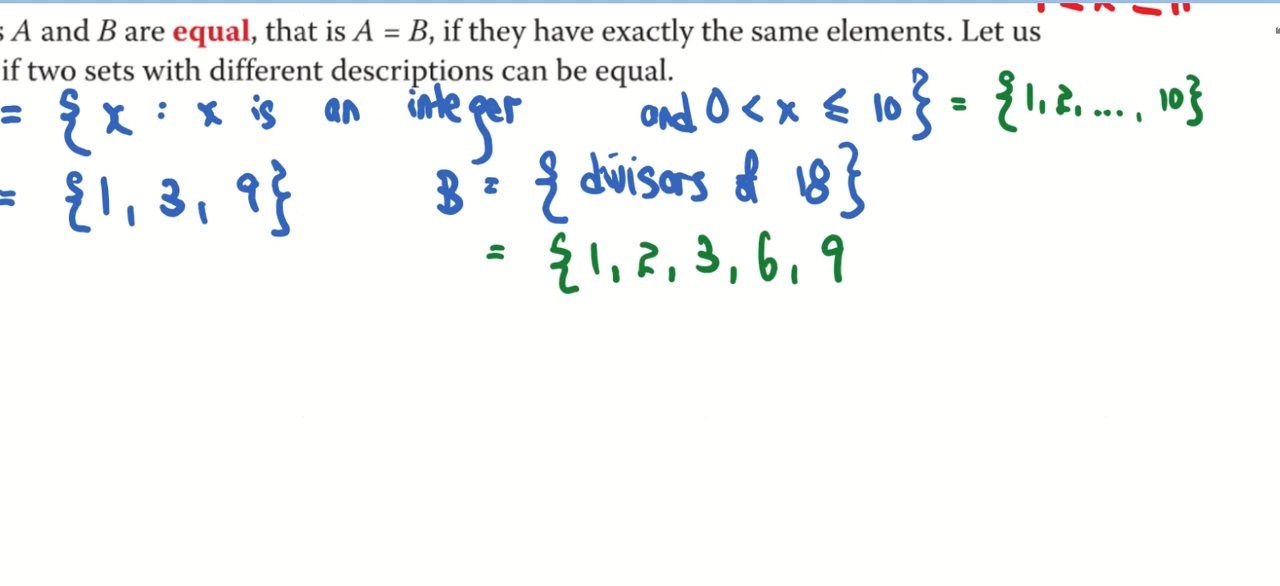 A and B are equal, that is A = B, if they have exactly the same elements. Let us
if two sets with different descriptions can be equal.
= {x : x is an integer and 0 < x ≤ 10} = {1, 2, ..., 10}
= {1, 3, 9} B = {divisors of 18}
= {1, 2, 3, 6, 9